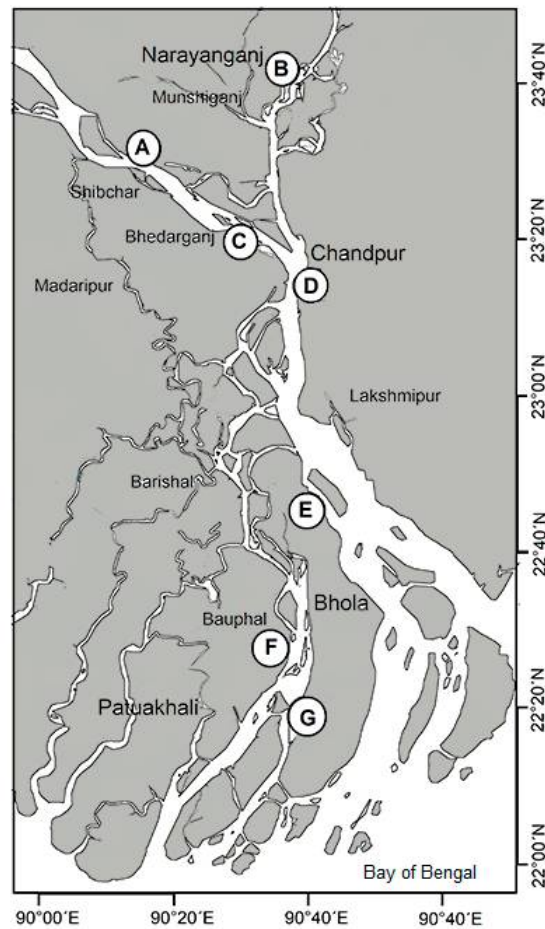 Narayanganj
B
Munshiganj
23°40'N
A
Shibchar
Bhedarganj
C
23°20'N
Chandpur
D
Madaripur
23°00'N
Lakshmipur
Barishal
E
22°40'N
Bhola
Bauphal
F
Patuakhali
G
22°20'N
22°00'N
Bay of Bengal
90°00'E
90°20'E
90°40'E
90°40'E